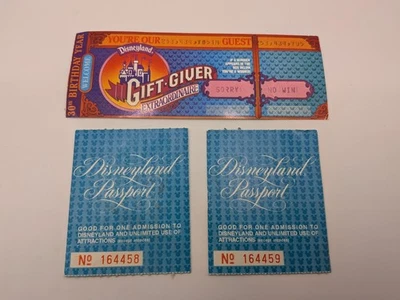 30th BIRTHDAY YEAR
WELCOME
YOU'RE OUR GUEST
Disneyland
GIFT-GIVER
EXTRAORDINAIRE
SORRY! NO WIN!
Disneyland
Passport
GOOD FOR ONE ADMISSION TO
DISNEYLAND AND UNLIMITED USE OF
ATTRACTIONS
No 164458
Disneyland
Passport
GOOD FOR ONE ADMISSION TO
DISNEYLAND AND UNLIMITED USE OF
ATTRACTIONS
No 164459